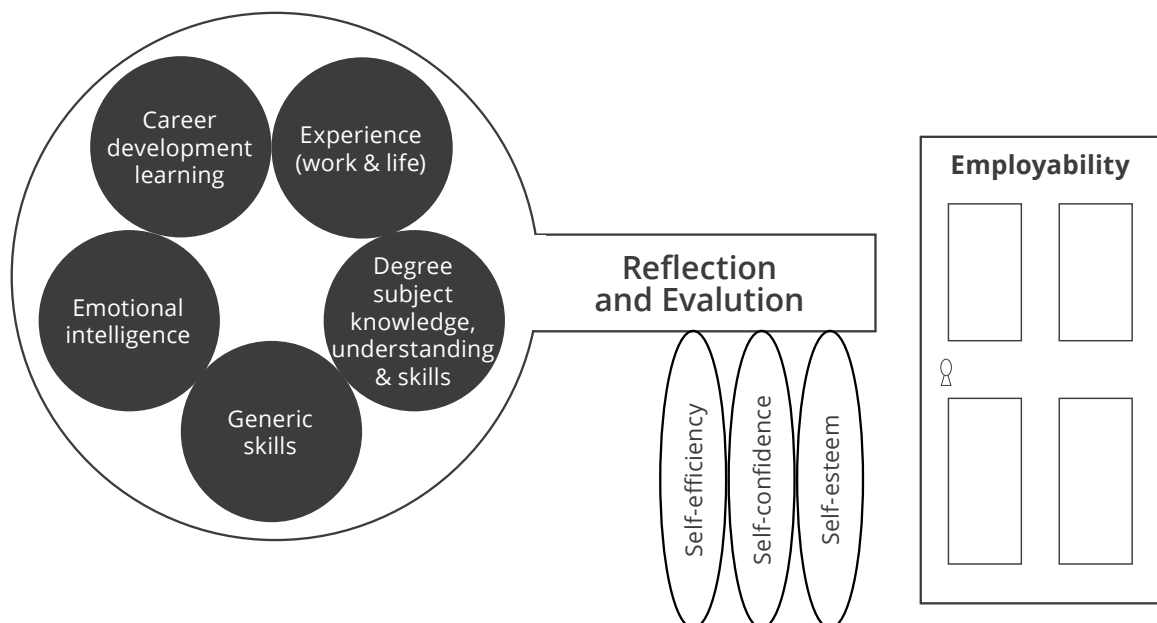 Career
development
learning
Experience
(work & life)
Emotional
intelligence
Degree
subject
knowledge,
understanding
& skills
Generic
skills
Reflection
and Evalution
Self-efficiency
Self-confidence
Self-esteem
Employability